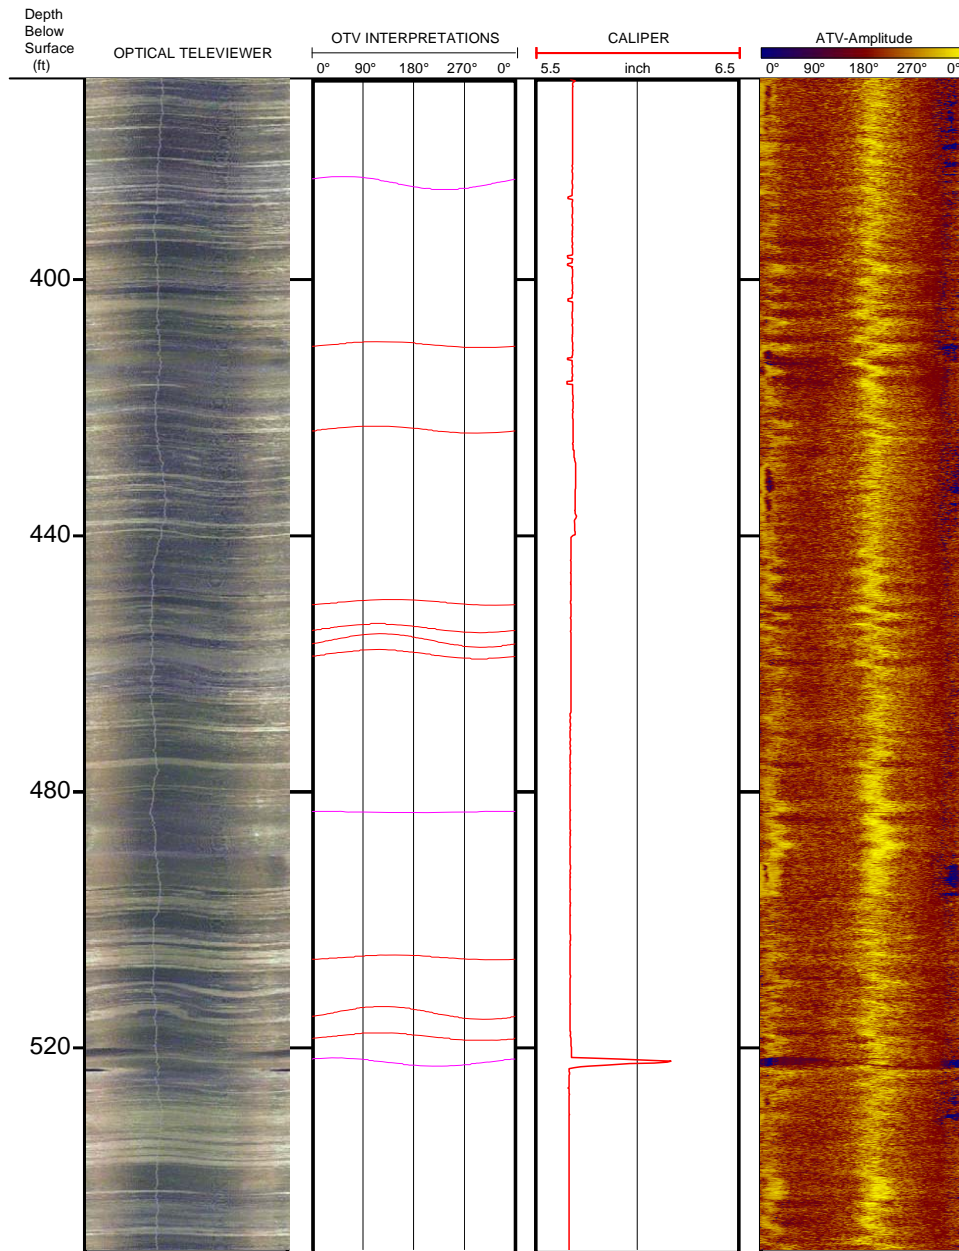 Depth
Below
Surface
(ft)
OPTICAL TELEVIEWER
OTV INTERPRETATIONS
0° 90° 180° 270° 0°
CALIPER
5.5 inch 6.5
ATV-Amplitude
0° 90° 180° 270° 0°
400
440
480
520